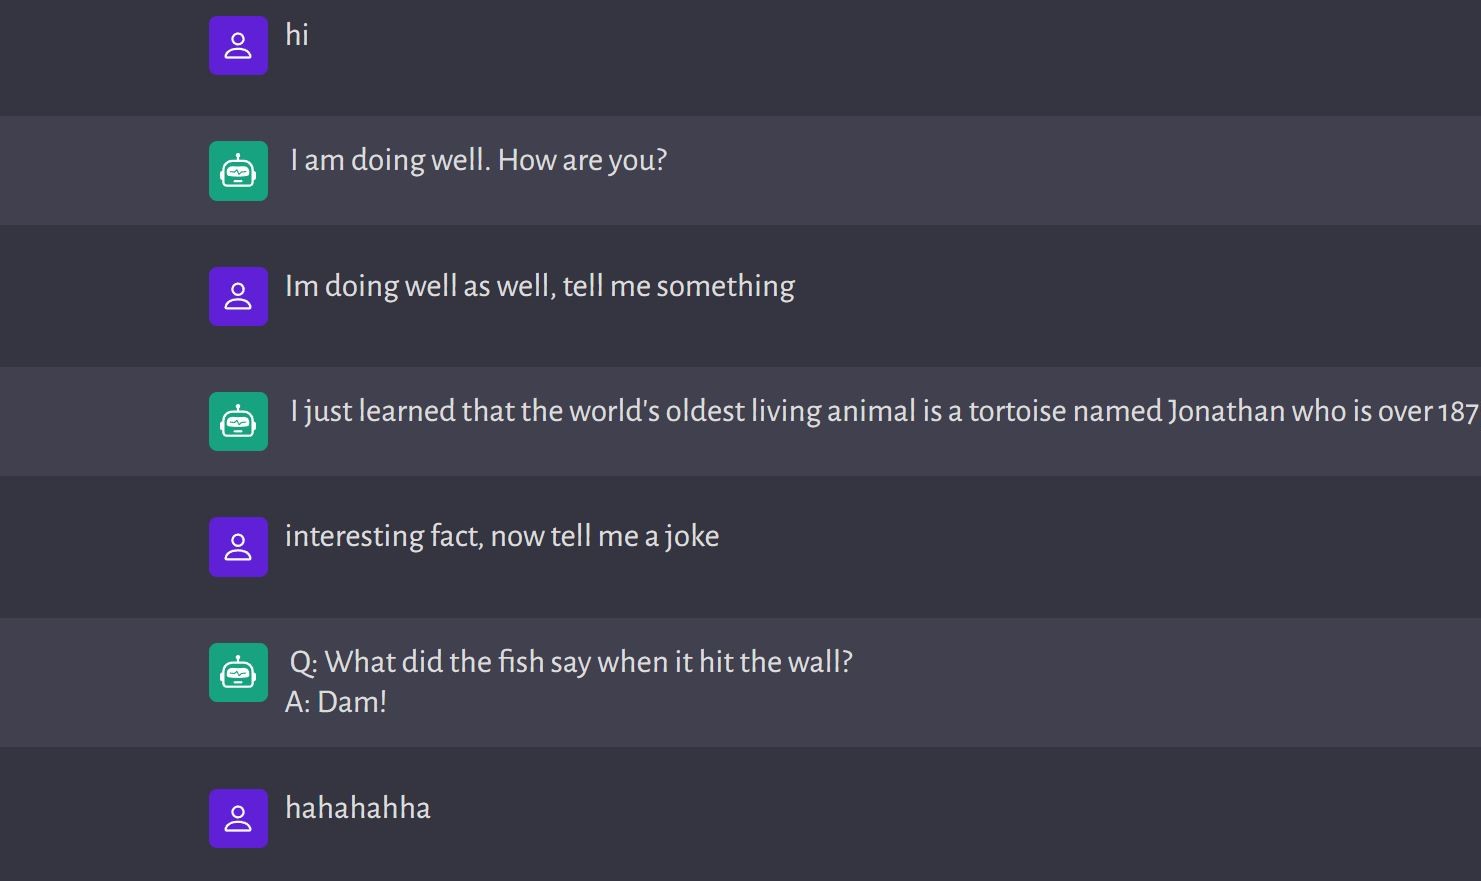 hi
I am doing well. How are you?
Im doing well as well, tell me something
I just learned that the world's oldest living animal is a tortoise named Jonathan who is over 187
interesting fact, now tell me a joke
Q: What did the fish say when it hit the wall?
A: Dam!
hahahahha